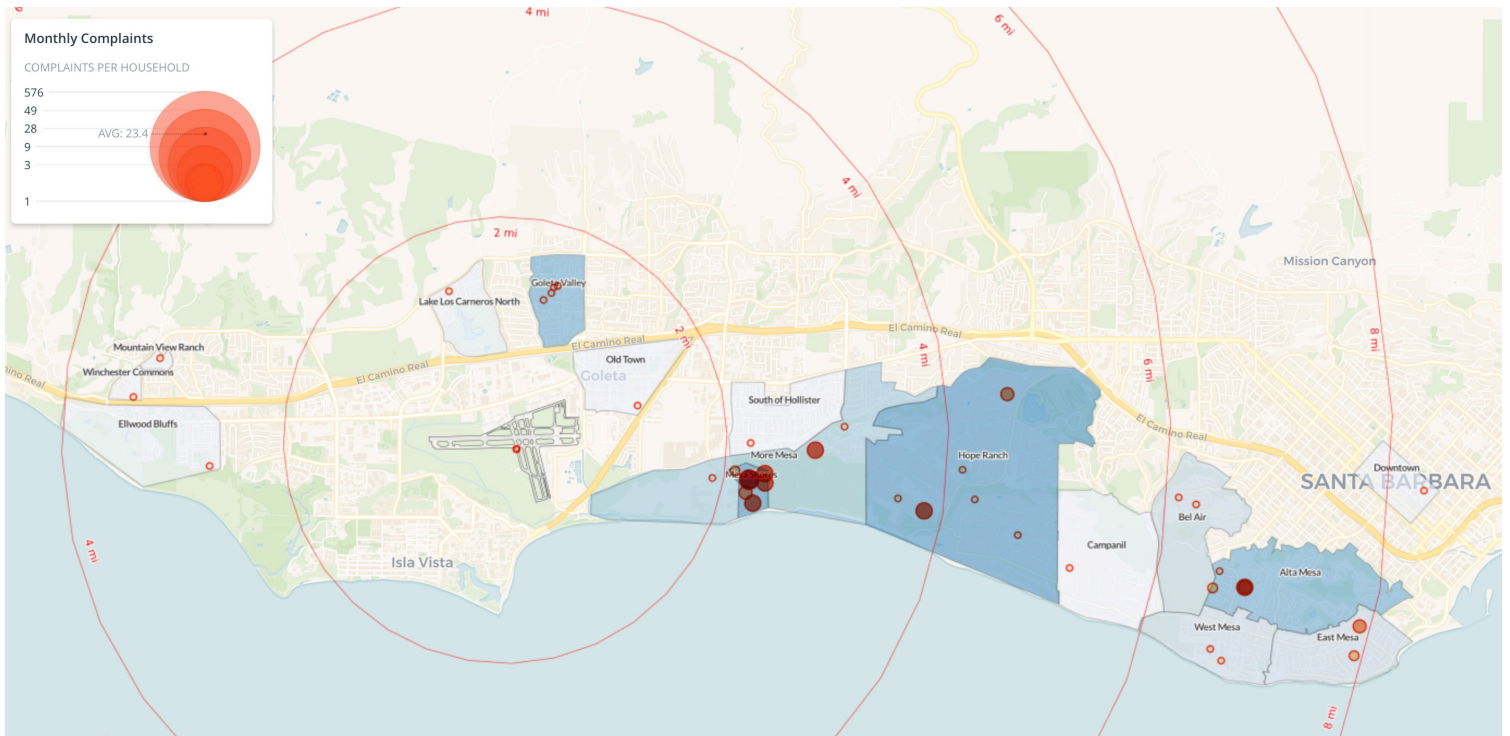 Monthly Complaints
COMPLAINTS PER HOUSEHOLD
576
49
28
AVG: 23.4
9
3
1
4 mi
6 mi
4 mi
2 mi
Mission Canyon
Goleta Valley
Lake Los Carneros North
El Camino Real
2 mi
El Camino Real
8 mi
Mountain View Ranch
4 mi
Old Town
Winchester Commons
El Camino Real
6 mi
Goleta
ino Real
South of Hollister
Ellwood Bluffs
El Camino Real
More Mesa
Hope Ranch
Downtown
SANTA BARBARA
Bel Air
4 mi
Campanil
Isla Vista
Alta Mesa
West Mesa
East Mesa
8 mi